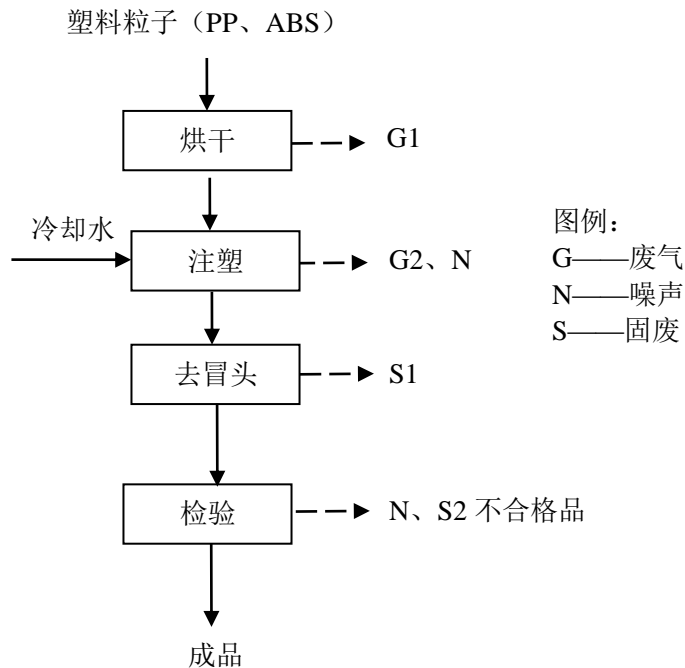 塑料粒子（PP、ABS）
烘干
G1
冷却水
注塑
G2、N
图例：
G——废气
N——噪声
S——固废
去冒头
S1
检验
N、S2 不合格品
成品